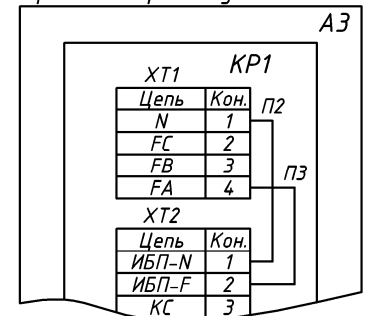 А3
КР1
ХТ1
Цепь Кон. П2
N 1
FC 2
FB 3
FA 4 П3
ХТ2
Цепь Кон.
ИБП-N 1
ИБП-F 2
КС 3